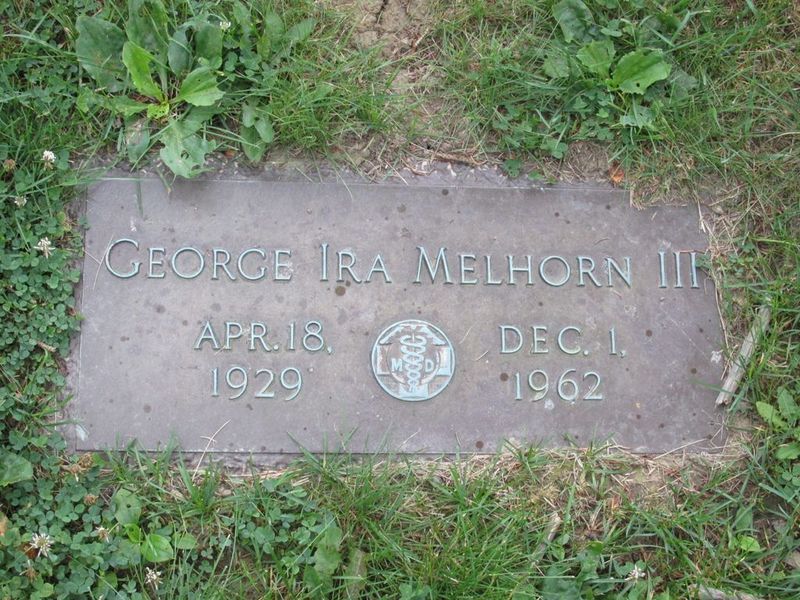 George Ira Melhorn III
Apr. 18, Dec. 1,
M D
1929 1962